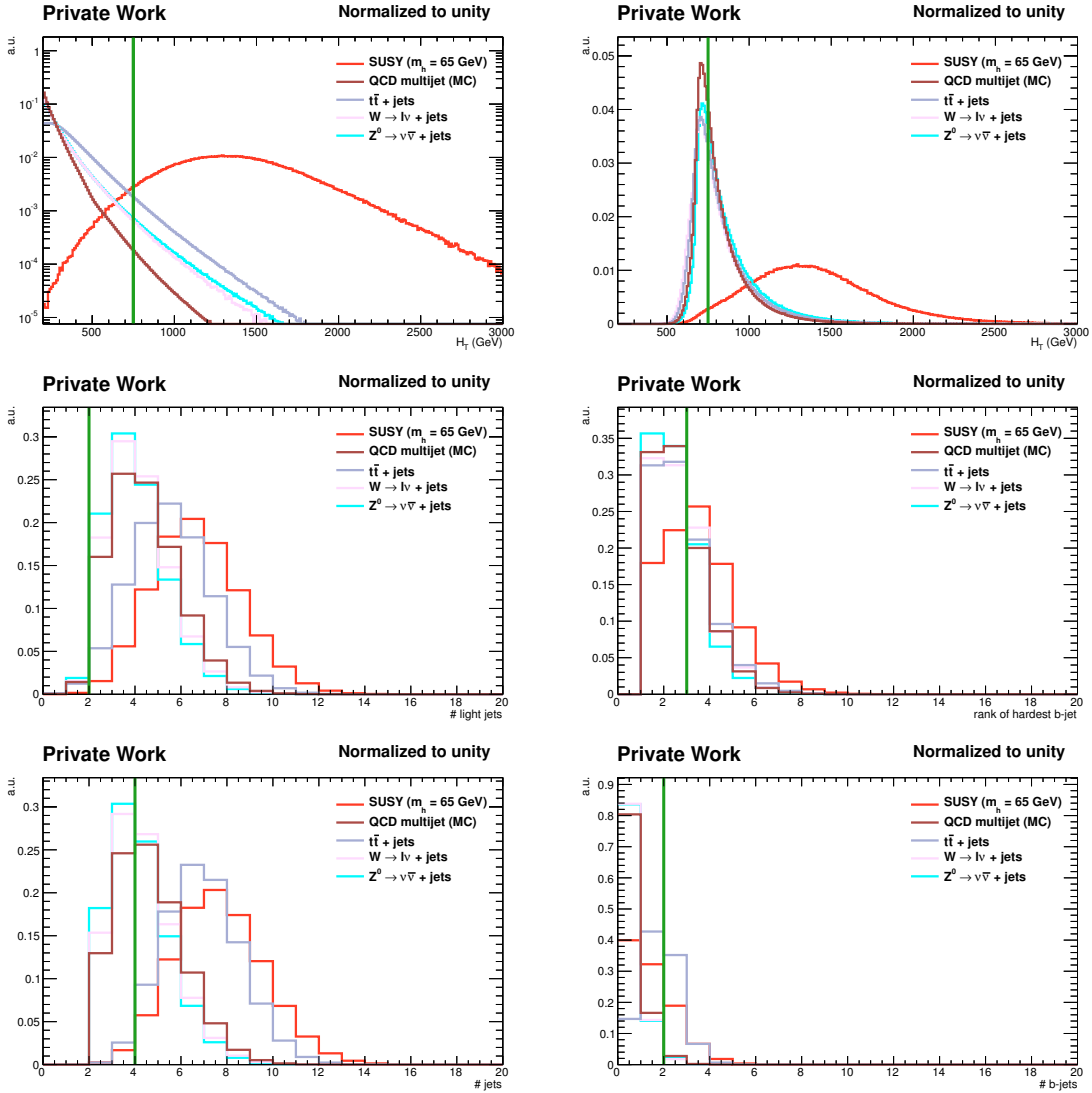 Private Work
Normalized to unity
a.u.
SUSY (m_h = 65 GeV)
QCD multijet (MC)
tt̄ + jets
W → lν + jets
Z⁰ → νν̄ + jets
1
10⁻¹
10⁻²
10⁻³
10⁻⁴
10⁻⁵
500 1000 1500 2000 2500 3000
H_T (GeV)
Private Work
Normalized to unity
a.u.
SUSY (m_h = 65 GeV)
QCD multijet (MC)
tt̄ + jets
W → lν + jets
Z⁰ → νν̄ + jets
0.05
0.04
0.03
0.02
0.01
0
500 1000 1500 2000 2500 3000
H_T (GeV)
Private Work
Normalized to unity
a.u.
SUSY (m_h = 65 GeV)
QCD multijet (MC)
tt̄ + jets
W → lν + jets
Z⁰ → νν̄ + jets
0.3
0.25
0.2
0.15
0.1
0.05
0
0 2 4 6 8 10 12 14 16 18 20
# light jets
Private Work
Normalized to unity
a.u.
SUSY (m_h = 65 GeV)
QCD multijet (MC)
tt̄ + jets
W → lν + jets
Z⁰ → νν̄ + jets
0.35
0.3
0.25
0.2
0.15
0.1
0.05
0
0 2 4 6 8 10 12 14 16 18 20
rank of hardest b-jet
Private Work
Normalized to unity
a.u.
SUSY (m_h = 65 GeV)
QCD multijet (MC)
tt̄ + jets
W → lν + jets
Z⁰ → νν̄ + jets
0.3
0.25
0.2
0.15
0.1
0.05
0
0 2 4 6 8 10 12 14 16 18 20
# jets
Private Work
Normalized to unity
a.u.
SUSY (m_h = 65 GeV)
QCD multijet (MC)
tt̄ + jets
W → lν + jets
Z⁰ → νν̄ + jets
0.9
0.8
0.7
0.6
0.5
0.4
0.3
0.2
0.1
0
0 2 4 6 8 10 12 14 16 18 20
# b-jets